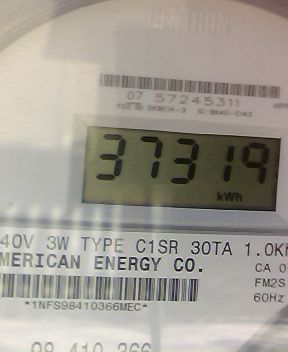 07 57245311
37319
kWh
40V 3W TYPE C1SR 30TA 1.0K
MERICAN ENERGY CO.
CA 0
FM2S
60Hz
*1NFS98410366MEC*
98 410 366